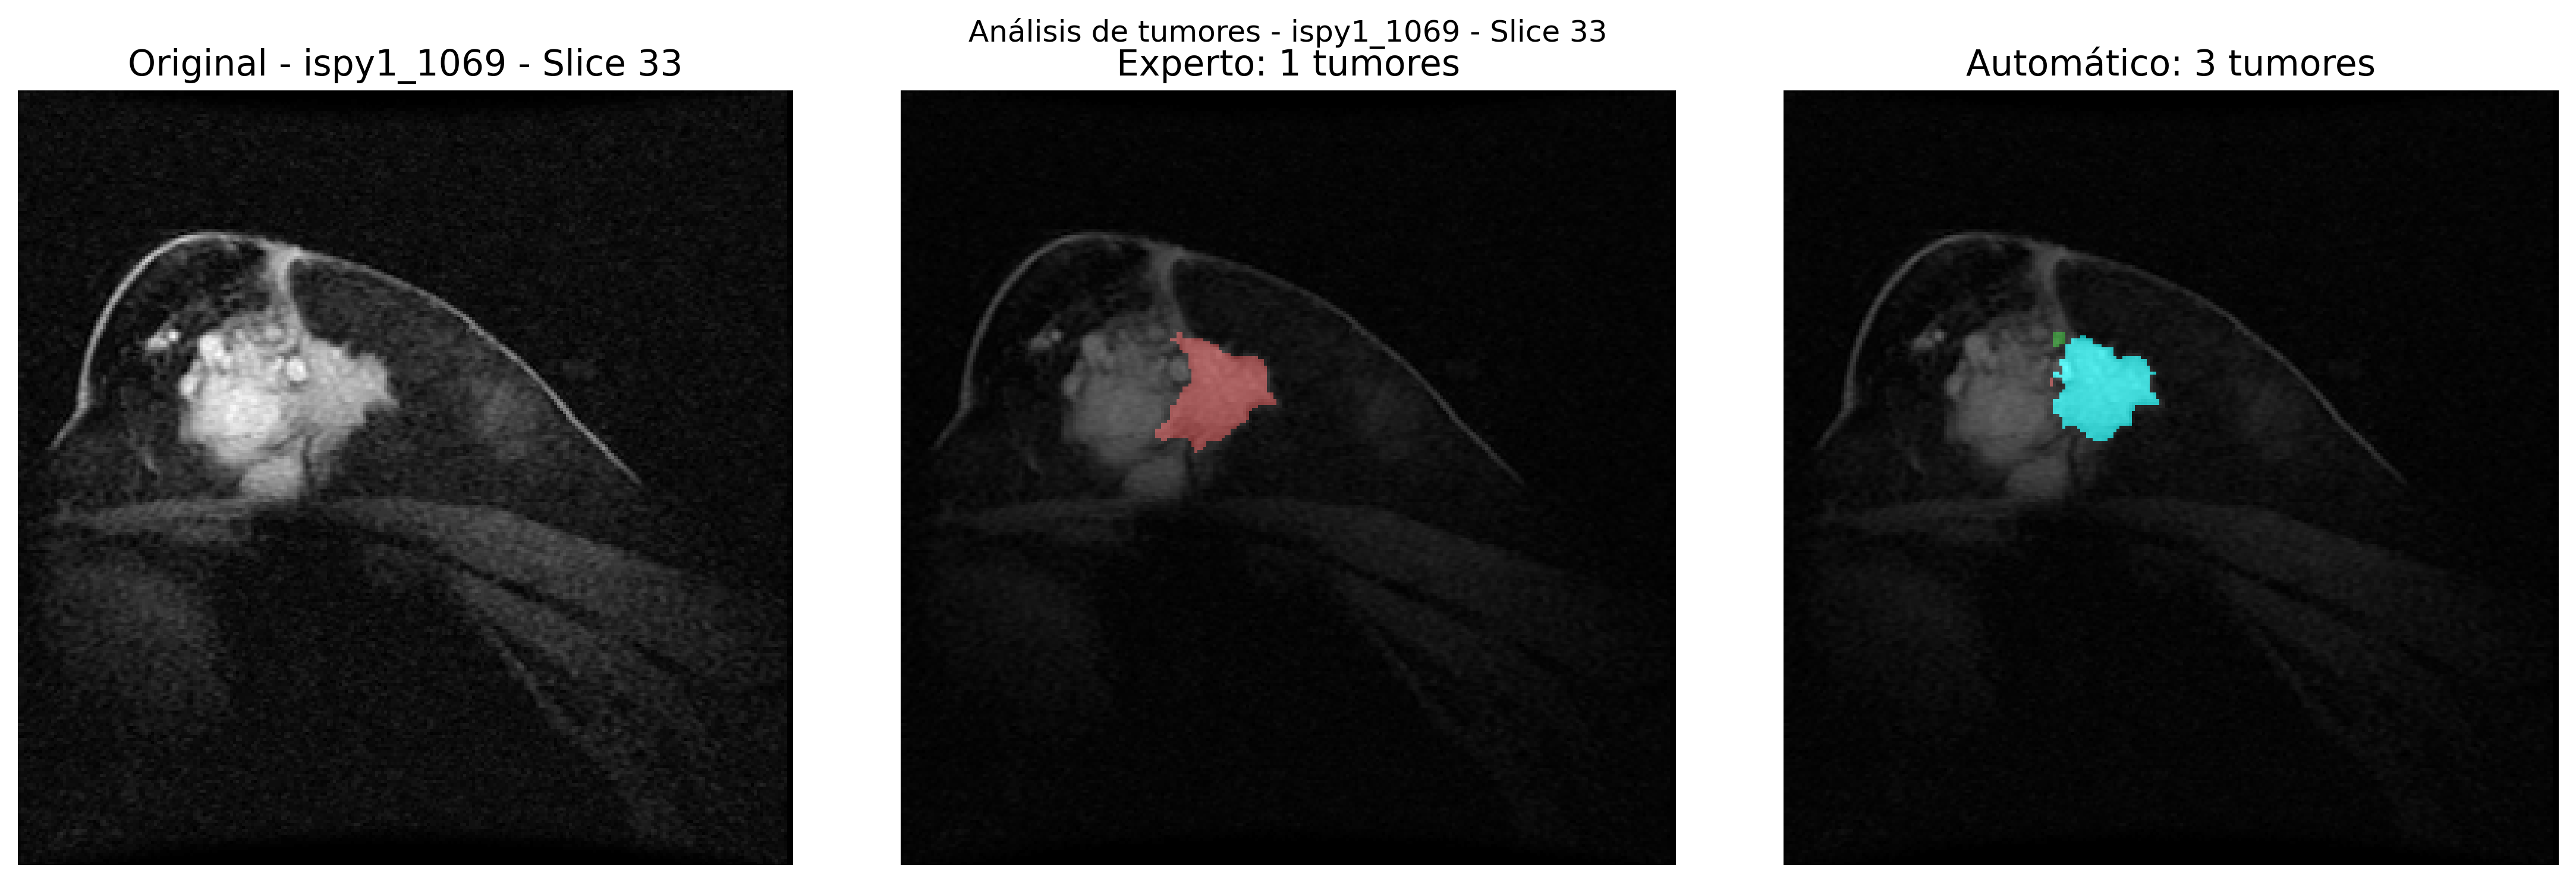 Análisis de tumores - ispy1_1069 - Slice 33
Original - ispy1_1069 - Slice 33
Experto: 1 tumores
Automático: 3 tumores